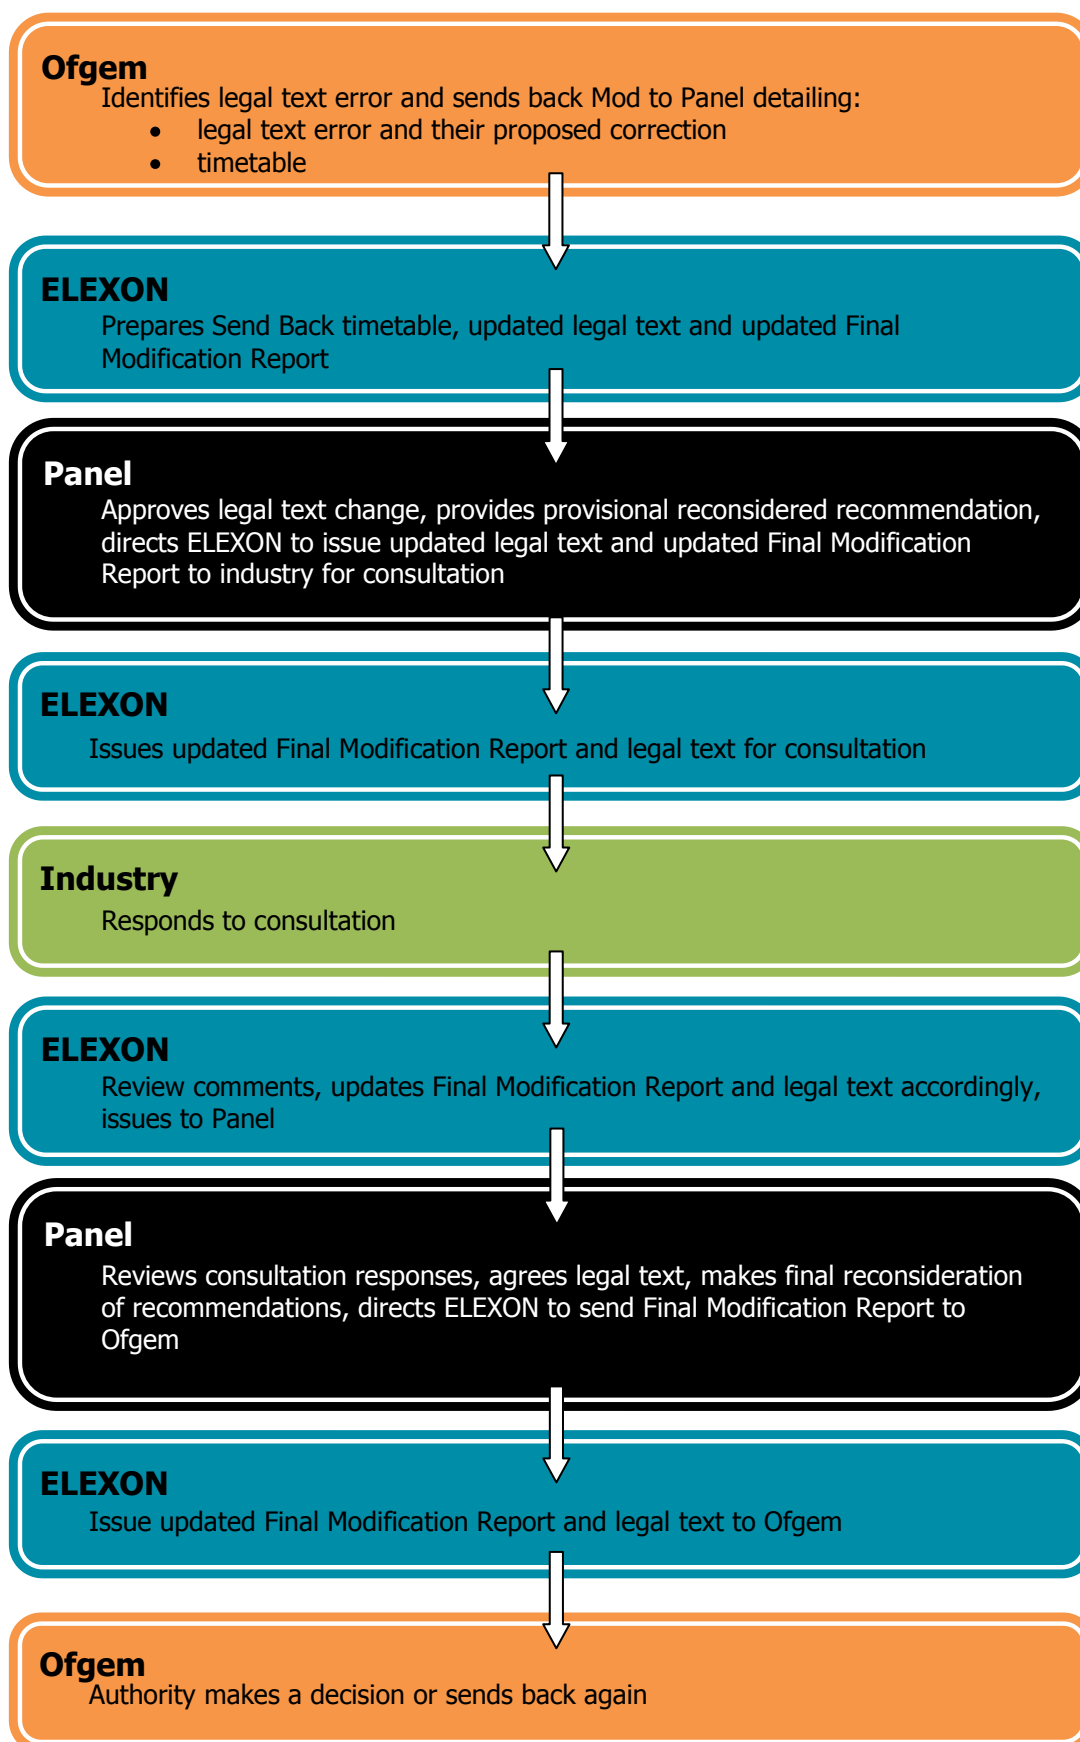 Ofgem
Identifies legal text error and sends back Mod to Panel detailing:
• legal text error and their proposed correction
• timetable
ELEXON
Prepares Send Back timetable, updated legal text and updated Final
Modification Report
Panel
Approves legal text change, provides provisional reconsidered recommendation,
directs ELEXON to issue updated legal text and updated Final Modification
Report to industry for consultation
ELEXON
Issues updated Final Modification Report and legal text for consultation
Industry
Responds to consultation
ELEXON
Review comments, updates Final Modification Report and legal text accordingly,
issues to Panel
Panel
Reviews consultation responses, agrees legal text, makes final reconsideration
of recommendations, directs ELEXON to send Final Modification Report to
Ofgem
ELEXON
Issue updated Final Modification Report and legal text to Ofgem
Ofgem
Authority makes a decision or sends back again